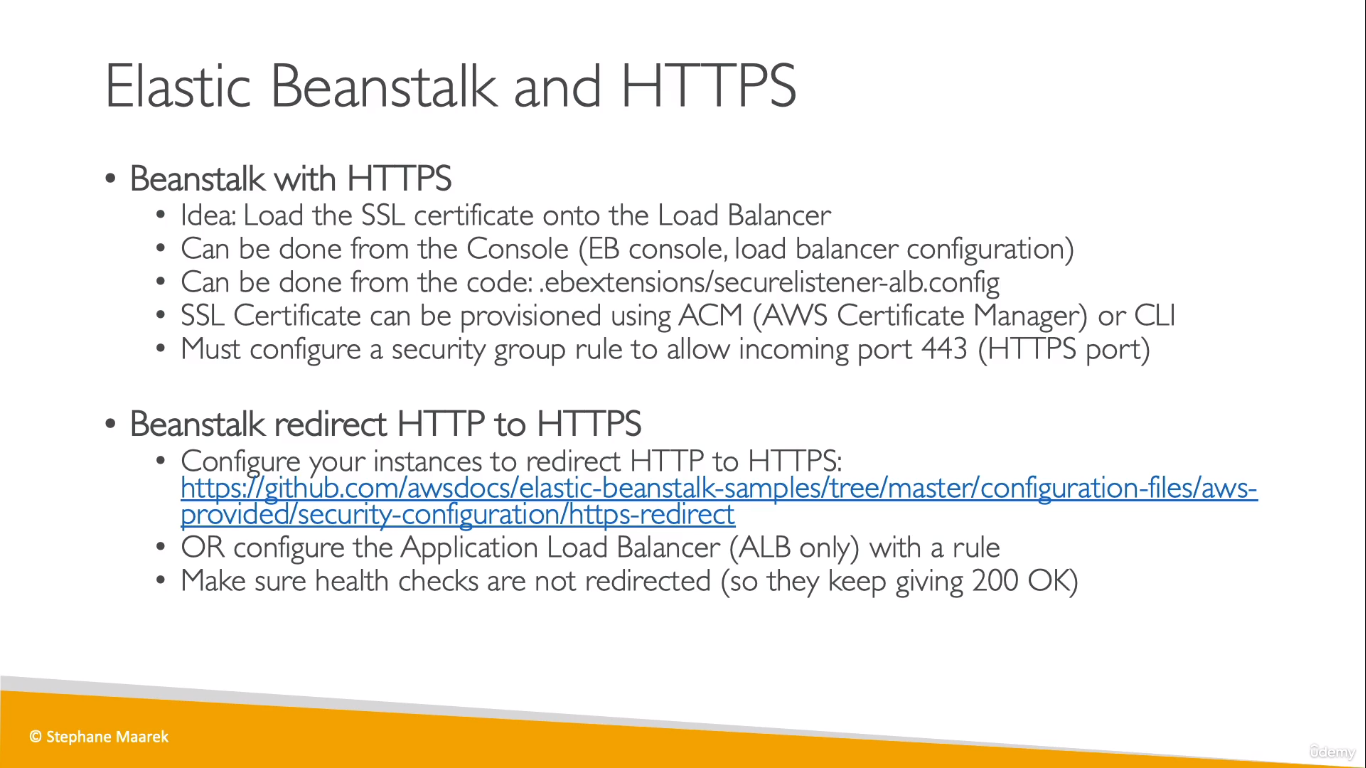 Elastic Beanstalk and HTTPS
• Beanstalk with HTTPS
• Idea: Load the SSL certificate onto the Load Balancer
• Can be done from the Console (EB console, load balancer configuration)
• Can be done from the code: .ebextensions/securelistener-alb.config
• SSL Certificate can be provisioned using ACM (AWS Certificate Manager) or CLI
• Must configure a security group rule to allow incoming port 443 (HTTPS port)
• Beanstalk redirect HTTP to HTTPS
• Configure your instances to redirect HTTP to HTTPS:
https://github.com/awsdocs/elastic-beanstalk-samples/tree/master/configuration-files/aws-
provided/security-configuration/https-redirect
• OR configure the Application Load Balancer (ALB only) with a rule
• Make sure health checks are not redirected (so they keep giving 200 OK)
© Stephane Maarek
ûdemy